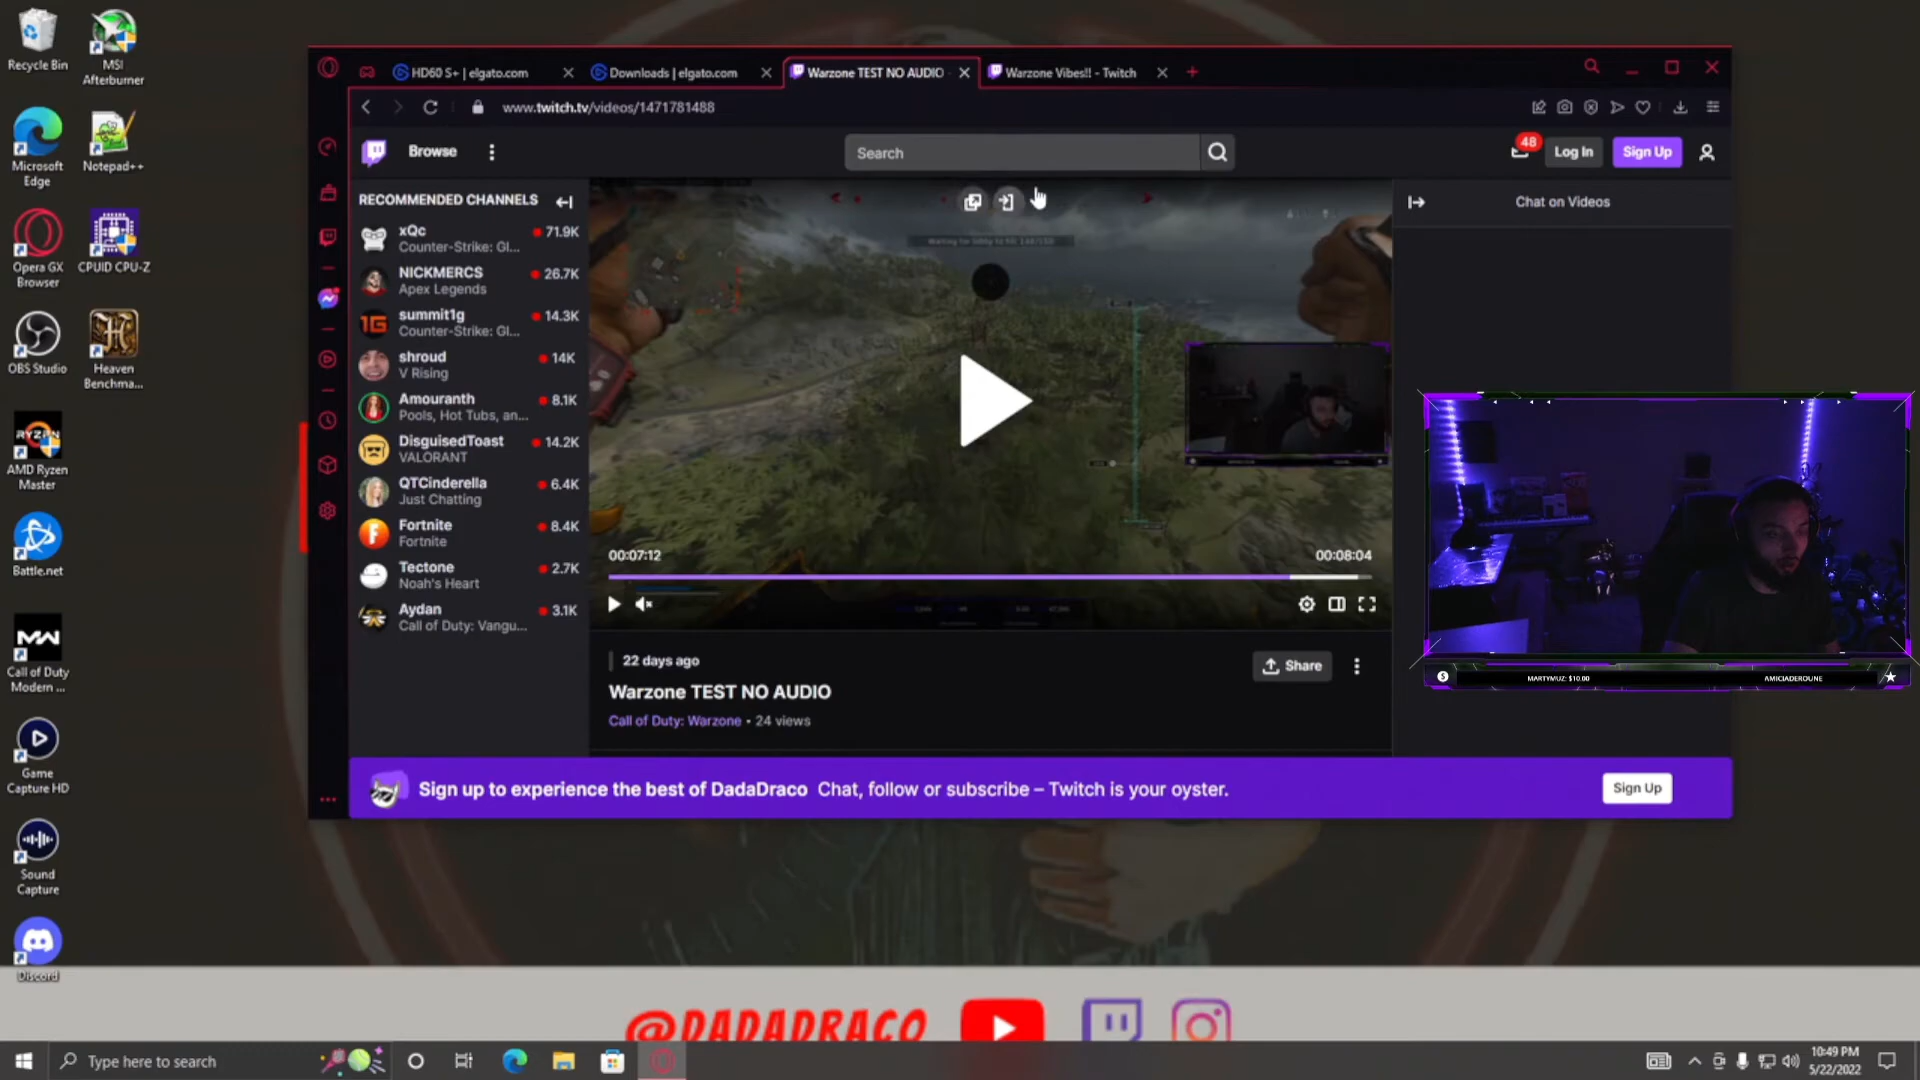 Recycle Bin
MSI
Afterburner
Microsoft
Edge
Notepad++
Opera GX
Browser
CPUID CPU-Z
OBS Studio
Heaven
Benchma...
RYZEN
AMD Ryzen
Master
Battle.net
MW
Call of Duty
Modern ...
Game
Capture HD
Sound
Capture
Discord
HD60 S+ | elgato.com
Downloads | elgato.com
Warzone TEST NO AUDIO
Warzone Vibes!! - Twitch
www.twitch.tv/videos/1471781488
Browse
Search
48
Log In
Sign Up
RECOMMENDED CHANNELS
xQc 71.9K
Counter-Strike: Gl...
NICKMERCS 26.7K
Apex Legends
summit1g 14.3K
Counter-Strike: Gl...
shroud 14K
V Rising
Amouranth 8.1K
Pools, Hot Tubs, an...
DisguisedToast 14.2K
VALORANT
QTCinderella 6.4K
Just Chatting
Fortnite 8.4K
Fortnite
Tectone 2.7K
Noah's Heart
Aydan 3.1K
Call of Duty: Vangu...
Chat on Videos
00:07:12
00:08:04
22 days ago
Share
Warzone TEST NO AUDIO
Call of Duty: Warzone • 24 views
MARTYMUZ: $10.00
AMICIADEROUNE
Sign up to experience the best of DadaDraco Chat, follow or subscribe – Twitch is your oyster.
Sign Up
@DADADRACO
Type here to search
10:49 PM
5/22/2022